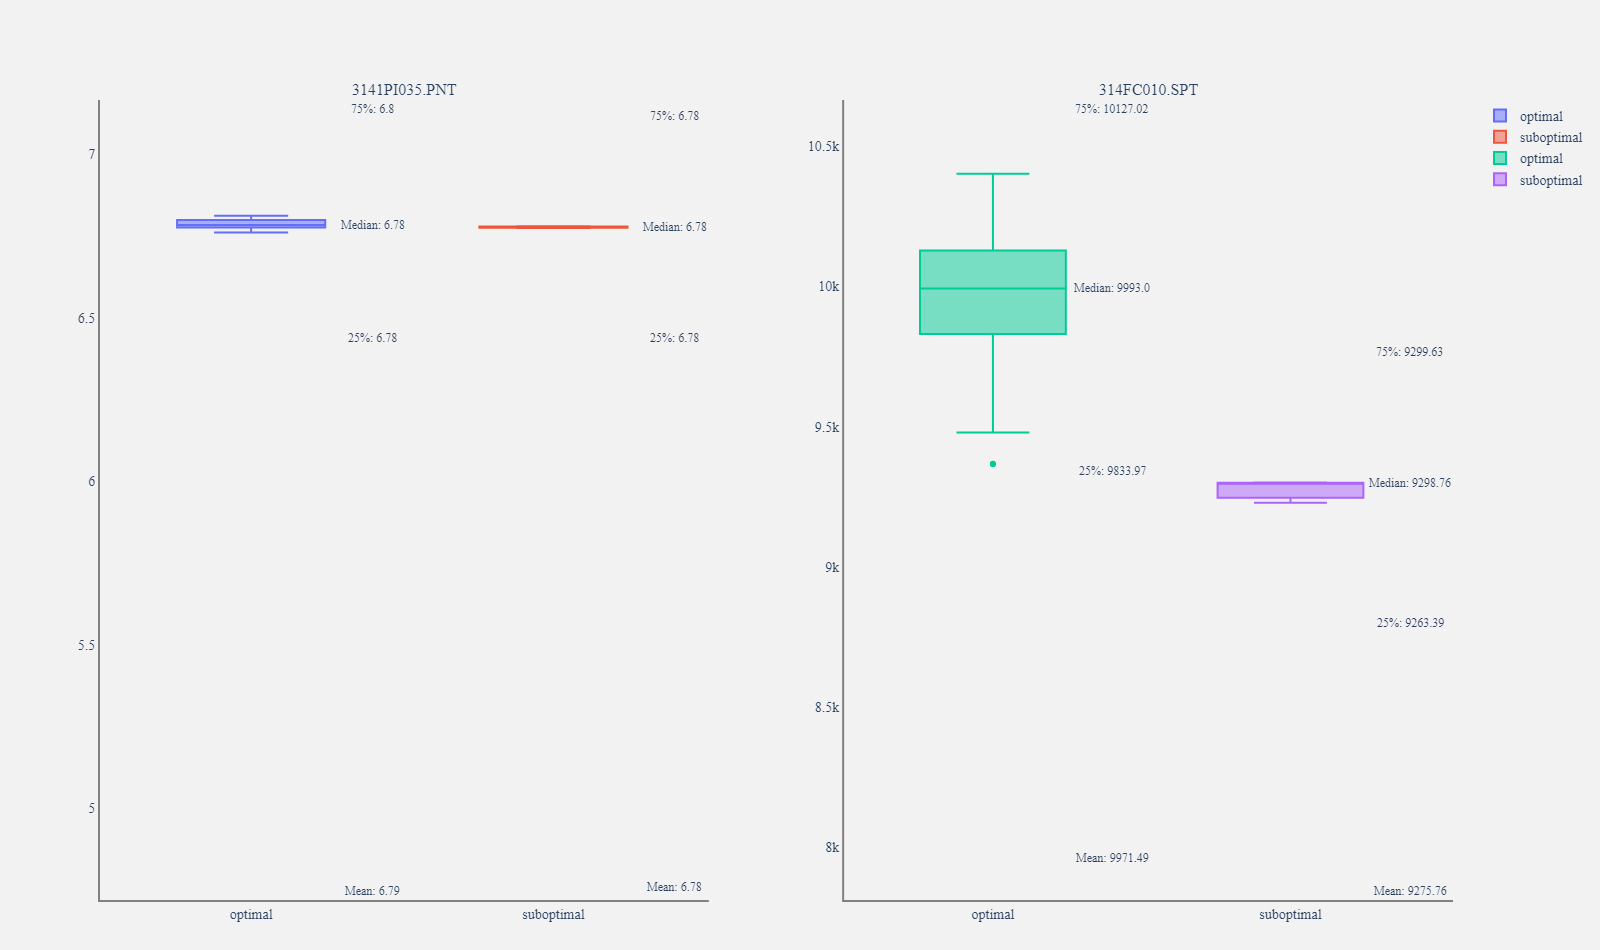 3141PI035.PNT
75%: 6.8
75%: 6.78
7
Median: 6.78
Median: 6.78
6.5
25%: 6.78
25%: 6.78
6
5.5
5
Mean: 6.79
Mean: 6.78
optimal
suboptimal
314FC010.SPT
75%: 10127.02
10.5k
10k
Median: 9993.0
75%: 9299.63
9.5k
25%: 9833.97
Median: 9298.76
9k
25%: 9263.39
8.5k
8k
Mean: 9971.49
Mean: 9275.76
optimal
suboptimal
optimal
suboptimal
optimal
suboptimal